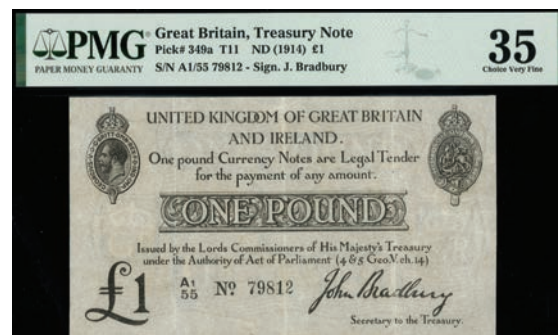 PMG
PAPER MONEY GUARANTY
Great Britain, Treasury Note
Pick# 349a T11 ND (1914) £1
S/N A1/55 79812 - Sign. J. Bradbury
35
Choice Very Fine
UNITED KINGDOM OF GREAT BRITAIN
AND IRELAND.
One pound Currency Notes are Legal Tender
for the payment of any amount.
ONE POUND
Issued by the Lords Commissioners of His Majesty's Treasury
under the Authority of Act of Parliament (4 & 5 Geo.V. ch.14)
£1 A1/55 No 79812 John Bradbury
Secretary to the Treasury.